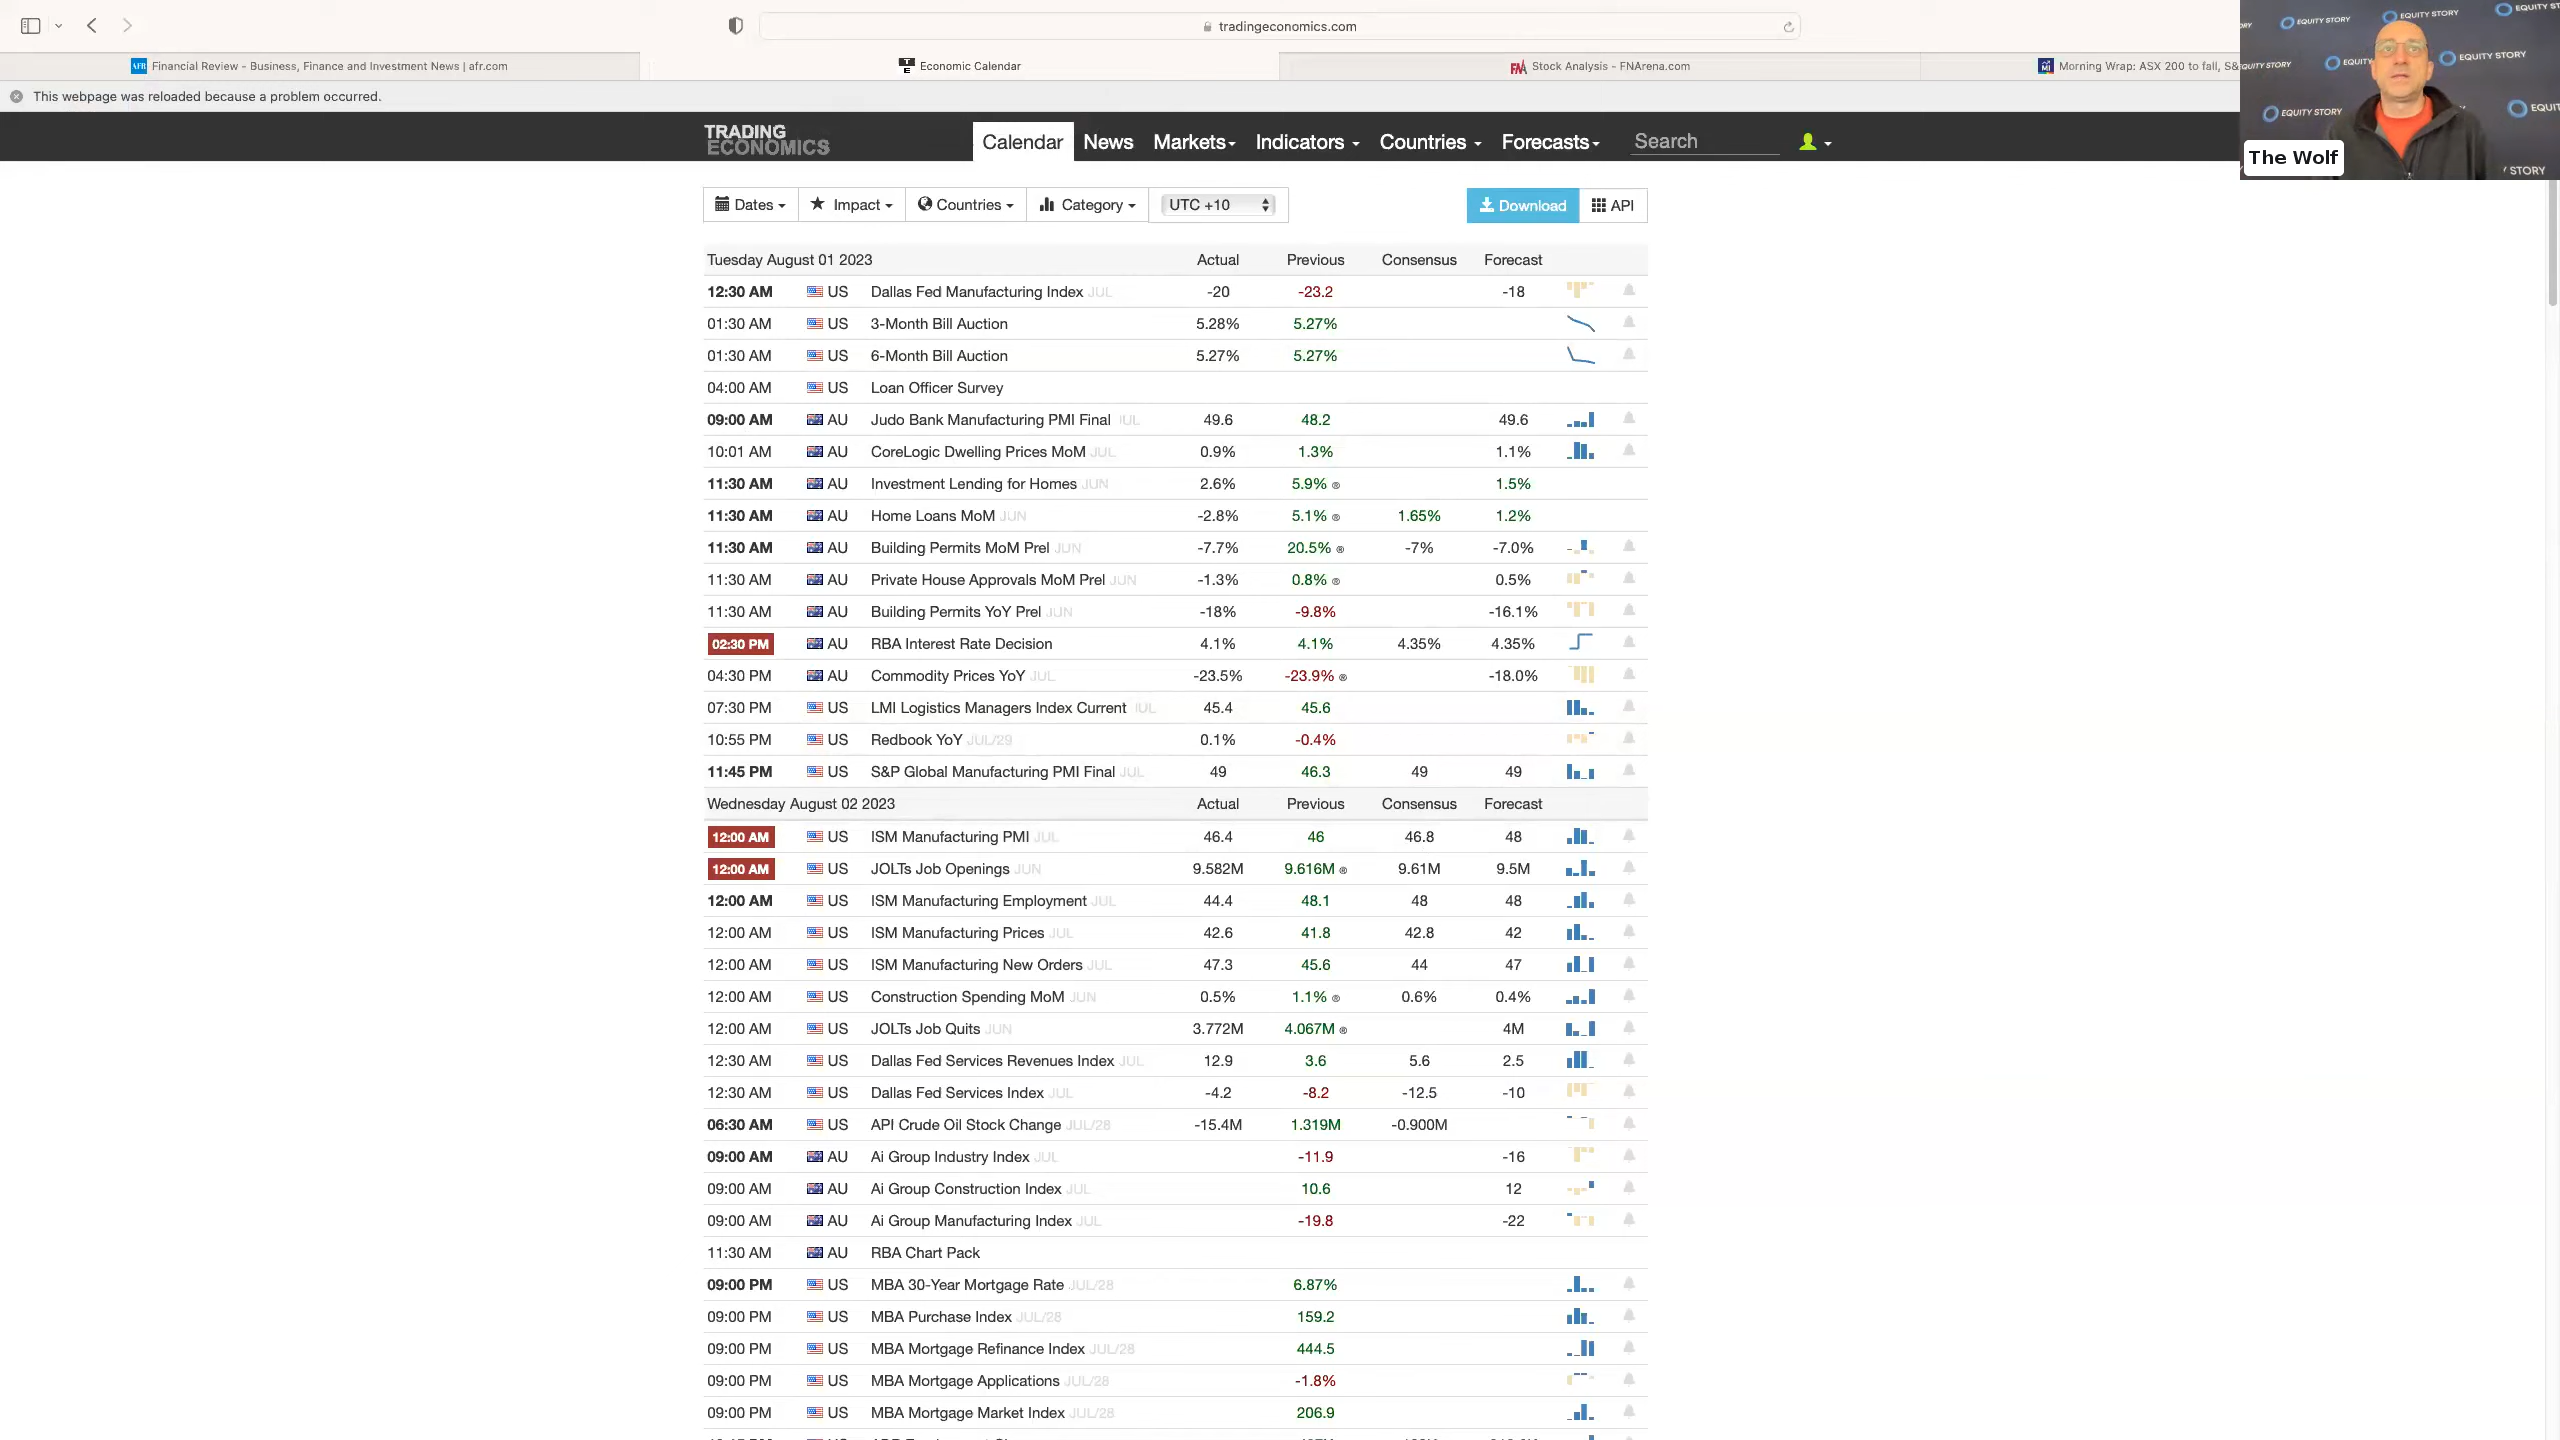 tradingeconomics.com
Financial Review - Business, Finance and Investment News | afr.com
Economic Calendar
Stock Analysis - FNArena.com
Morning Wrap: ASX 200 to fall, S&
This webpage was reloaded because a problem occurred.
EQUITY STORY
The Wolf
TRADING
ECONOMICS
Calendar News Markets Indicators Countries Forecasts Search
Dates Impact Countries Category UTC +10 Download API
Tuesday August 01 2023 Actual Previous Consensus Forecast
12:30 AM US Dallas Fed Manufacturing Index JUL -20 -23.2 -18
01:30 AM US 3-Month Bill Auction 5.28% 5.27%
01:30 AM US 6-Month Bill Auction 5.27% 5.27%
04:00 AM US Loan Officer Survey
09:00 AM AU Judo Bank Manufacturing PMI Final JUL 49.6 48.2 49.6
10:01 AM AU CoreLogic Dwelling Prices MoM JUL 0.9% 1.3% 1.1%
11:30 AM AU Investment Lending for Homes JUN 2.6% 5.9% ® 1.5%
11:30 AM AU Home Loans MoM JUN -2.8% 5.1% ® 1.65% 1.2%
11:30 AM AU Building Permits MoM Prel JUN -7.7% 20.5% ® -7% -7.0%
11:30 AM AU Private House Approvals MoM Prel JUN -1.3% 0.8% ® 0.5%
11:30 AM AU Building Permits YoY Prel JUN -18% -9.8% -16.1%
02:30 PM AU RBA Interest Rate Decision 4.1% 4.1% 4.35% 4.35%
04:30 PM AU Commodity Prices YoY JUL -23.5% -23.9% ® -18.0%
07:30 PM US LMI Logistics Managers Index Current JUL 45.4 45.6
10:55 PM US Redbook YoY JUL/29 0.1% -0.4%
11:45 PM US S&P Global Manufacturing PMI Final JUL 49 46.3 49 49
Wednesday August 02 2023 Actual Previous Consensus Forecast
12:00 AM US ISM Manufacturing PMI JUL 46.4 46 46.8 48
12:00 AM US JOLTs Job Openings JUN 9.582M 9.616M ® 9.61M 9.5M
12:00 AM US ISM Manufacturing Employment JUL 44.4 48.1 48 48
12:00 AM US ISM Manufacturing Prices JUL 42.6 41.8 42.8 42
12:00 AM US ISM Manufacturing New Orders JUL 47.3 45.6 44 47
12:00 AM US Construction Spending MoM JUN 0.5% 1.1% ® 0.6% 0.4%
12:00 AM US JOLTs Job Quits JUN 3.772M 4.067M ® 4M
12:30 AM US Dallas Fed Services Revenues Index JUL 12.9 3.6 5.6 2.5
12:30 AM US Dallas Fed Services Index JUL -4.2 -8.2 -12.5 -10
06:30 AM US API Crude Oil Stock Change JUL/28 -15.4M 1.319M -0.900M
09:00 AM AU Ai Group Industry Index JUL -11.9 -16
09:00 AM AU Ai Group Construction Index JUL 10.6 12
09:00 AM AU Ai Group Manufacturing Index JUL -19.8 -22
11:30 AM AU RBA Chart Pack
09:00 PM US MBA 30-Year Mortgage Rate JUL/28 6.87%
09:00 PM US MBA Purchase Index JUL/28 159.2
09:00 PM US MBA Mortgage Refinance Index JUL/28 444.5
09:00 PM US MBA Mortgage Applications JUL/28 -1.8%
09:00 PM US MBA Mortgage Market Index JUL/28 206.9